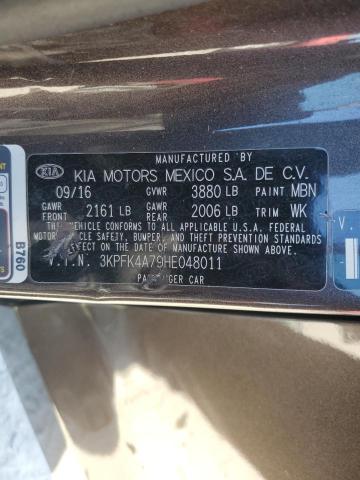 MANUFACTURED BY
KIA KIA MOTORS MEXICO S.A. DE C.V.
09/16 GVWR 3880 LB PAINT MBN
GAWR FRONT 2161 LB GAWR REAR 2006 LB TRIM WK
THIS VEHICLE CONFORMS TO ALL APPLICABLE U.S.A. FEDERAL
MOTOR VEHICLE SAFETY, BUMPER, AND THEFT PREVENTION
STANDARDS IN EFFECT ON THE DATE OF MANUFACTURE SHOWN ABOVE.
V.I.N. 3KPFK4A79HE048011
PASSENGER CAR
B760